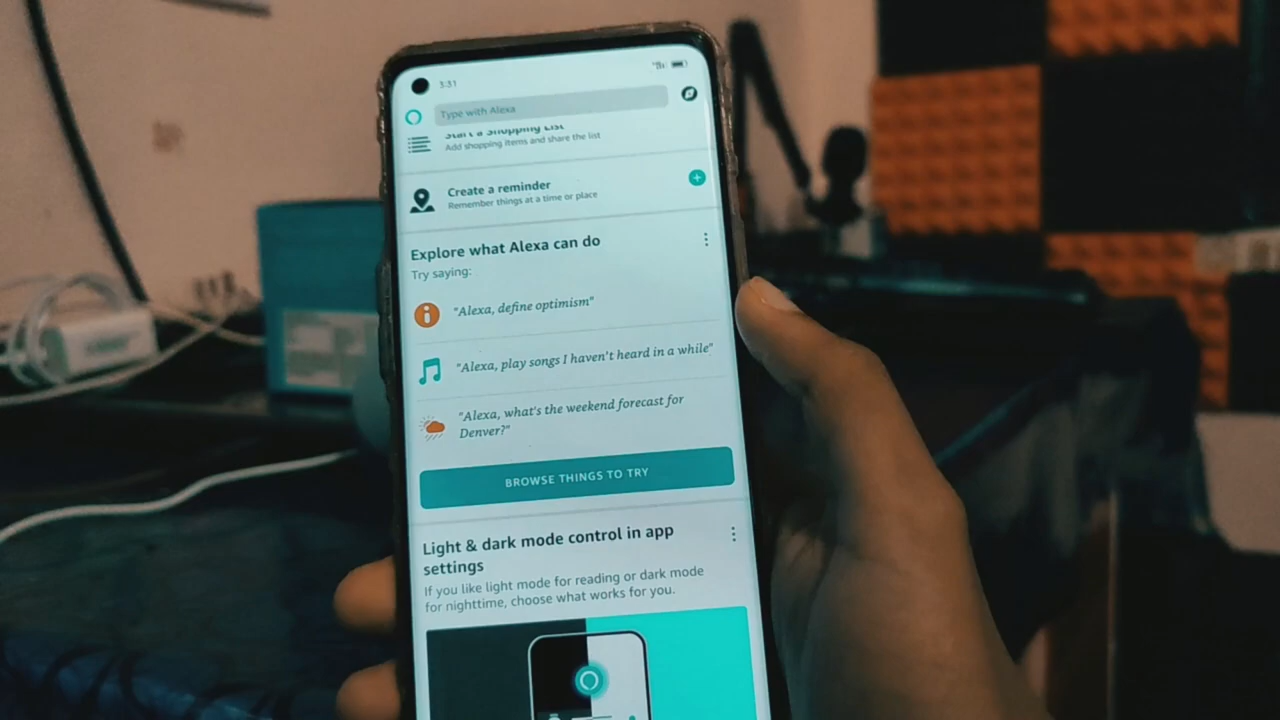 3:31
Type with Alexa
Start a Shopping List
Add shopping items and share the list
Create a reminder
Remember things at a time or place
Explore what Alexa can do
Try saying:
"Alexa, define optimism"
"Alexa, play songs I haven't heard in a while"
"Alexa, what's the weekend forecast for
Denver?"
BROWSE THINGS TO TRY
Light & dark mode control in app
settings
If you like light mode for reading or dark mode
for nighttime, choose what works for you.